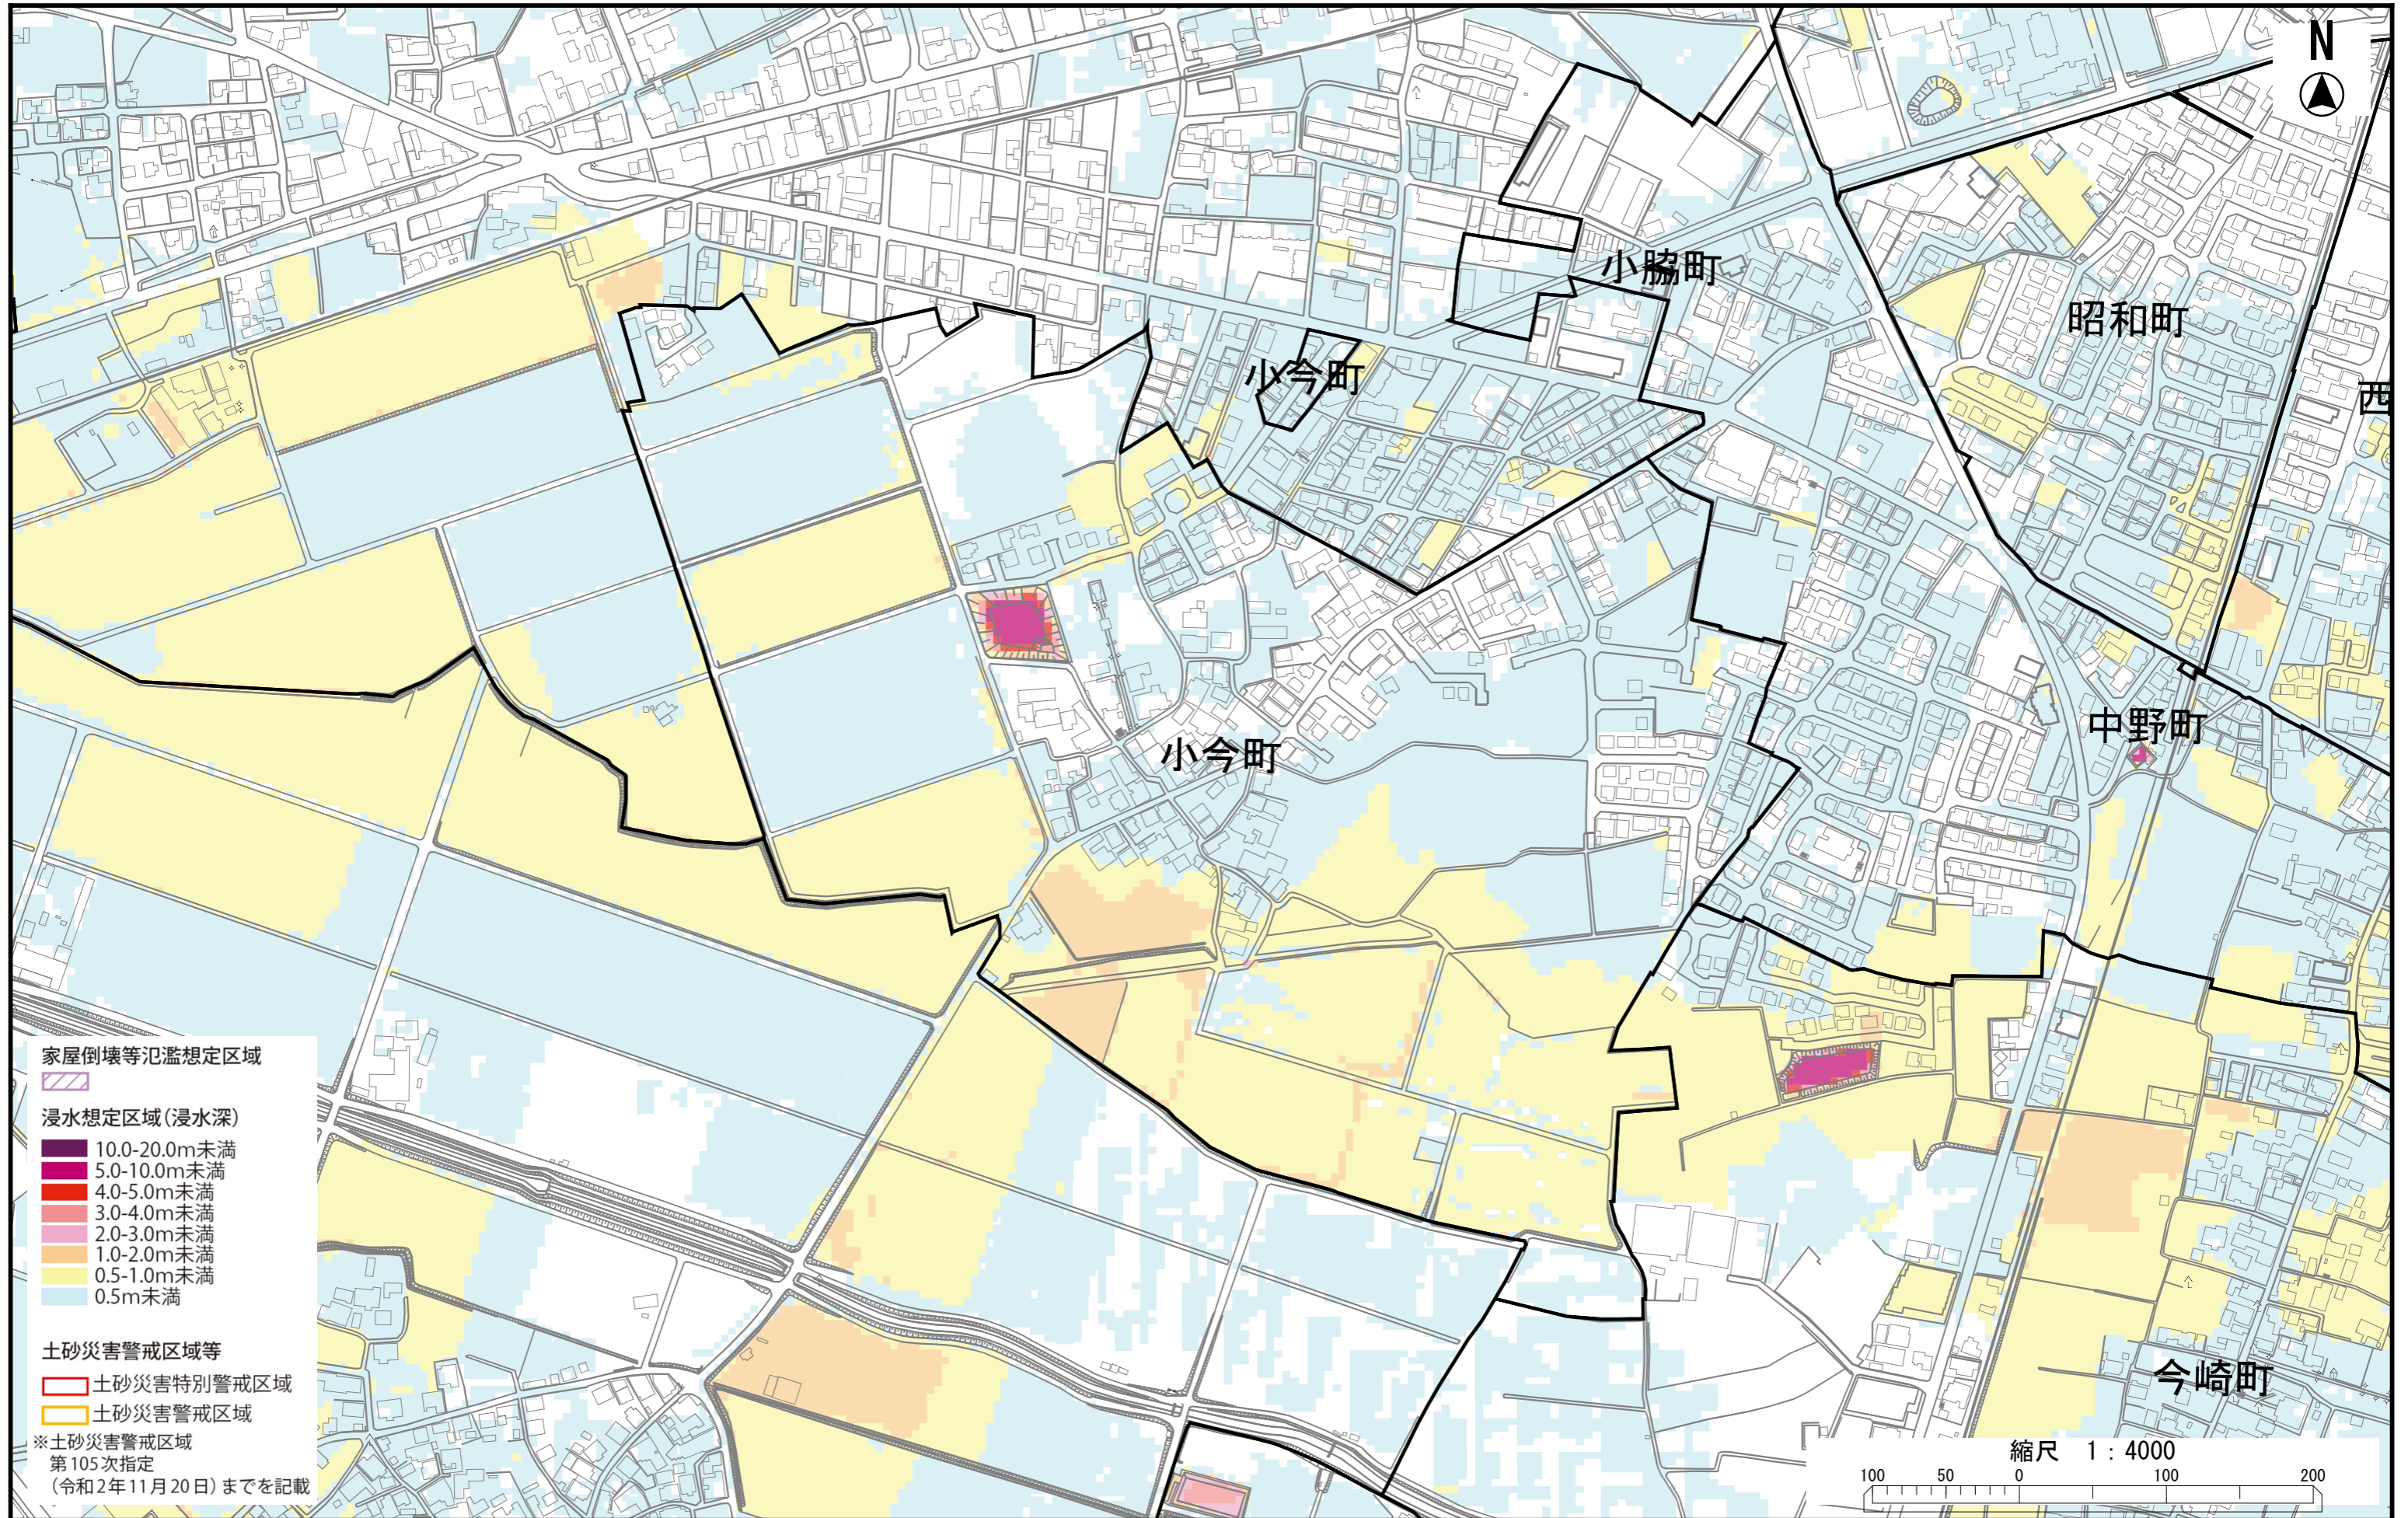 N
小脇町
昭和町
小今町
西
中野町
小今町
家屋倒壊等氾濫想定区域
浸水想定区域(浸水深)
10.0-20.0m未満
5.0-10.0m未満
4.0-5.0m未満
3.0-4.0m未満
2.0-3.0m未満
1.0-2.0m未満
0.5-1.0m未満
0.5m未満
土砂災害警戒区域等
土砂災害特別警戒区域
土砂災害警戒区域
※土砂災害警戒区域
第105次指定
(令和2年11月20日)までを記載
今崎町
縮尺 1:4000
100 50 0 100 200